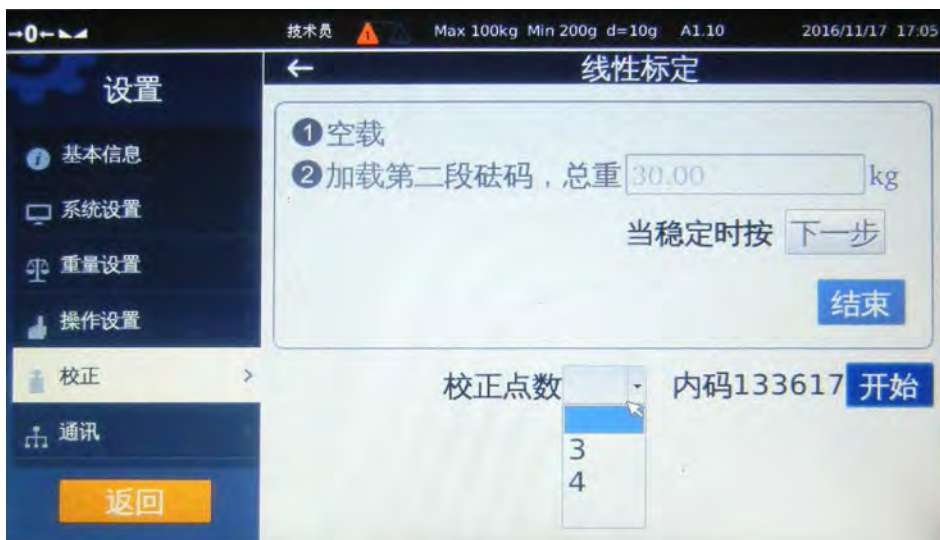 →0← 技术员 Max 100kg Min 200g d=10g A1.10 2016/11/17 17:05
设置
基本信息
系统设置
重量设置
操作设置
校正 >
通讯
返回
← 线性标定
❶空载
❷加载第二段砝码，总重 30.00 kg
当稳定时按 下一步
结束
校正点数 内码133617 开始
3
4